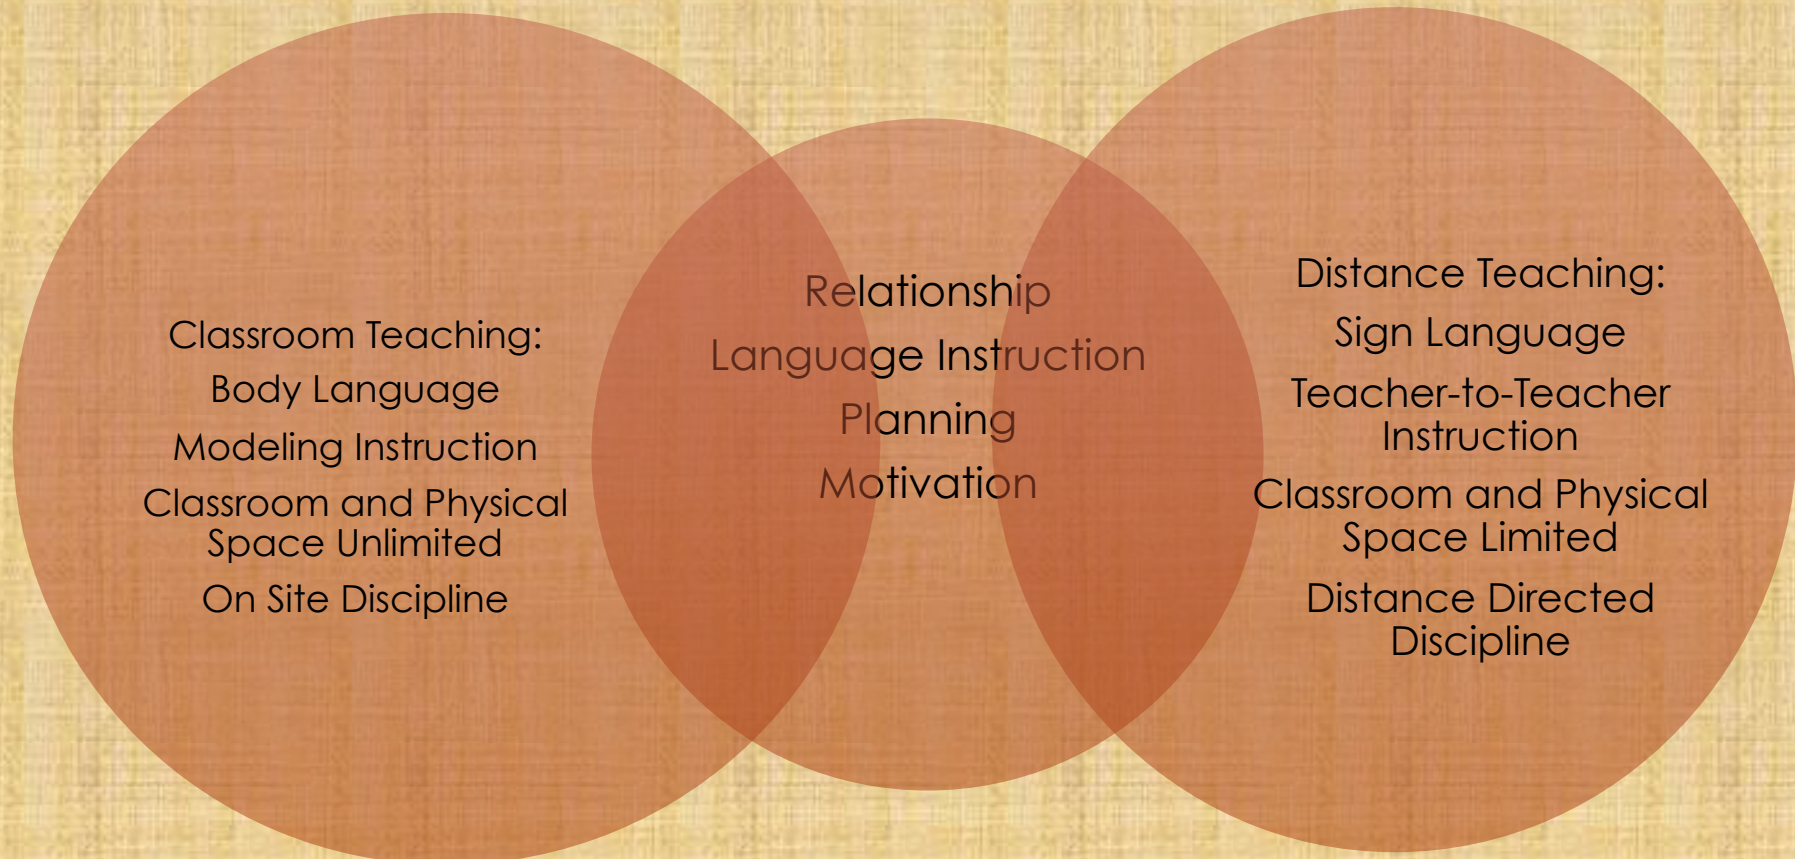 Classroom Teaching:
Body Language
Modeling Instruction
Classroom and Physical
Space Unlimited
On Site Discipline
Relationship
Language Instruction
Planning
Motivation
Distance Teaching:
Sign Language
Teacher-to-Teacher
Instruction
Classroom and Physical
Space Limited
Distance Directed
Discipline